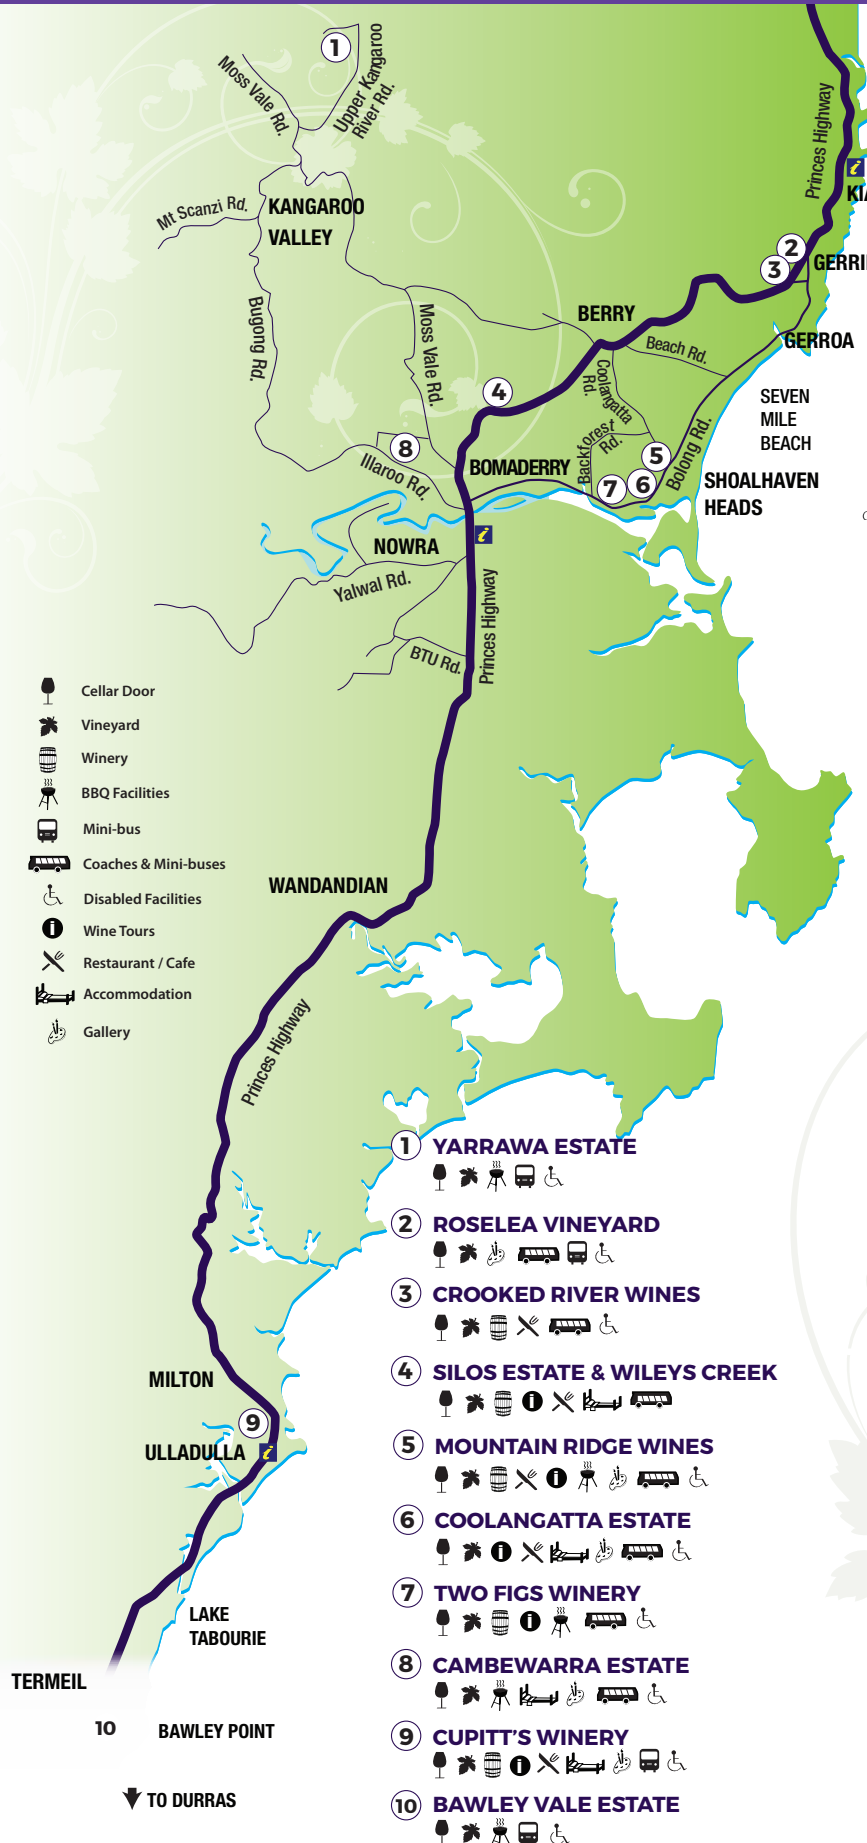 1
Moss Vale Rd.
Upper Kangaroo
River Rd.
Princes Highway
Mt Scanzi Rd.
KANGAROO
VALLEY
2
3
BERRY
Bugong Rd.
Moss Vale Rd.
Beach Rd.
GERROA
4
Coolangatta
Rd.
SEVEN
MILE
BEACH
8
Illaroo Rd.
BOMADERRY
Backforest
Rd.
5
6
7
Bolong Rd.
SHOALHAVEN
HEADS
i
i
NOWRA
Yalwal Rd.
Princes Highway
BTU Rd.
Cellar Door
Vineyard
Winery
BBQ Facilities
Mini-bus
Coaches & Mini-buses
Disabled Facilities
i
Wine Tours
Restaurant / Cafe
Accommodation
Gallery
WANDANDIAN
Princes Highway
1 YARRAWA ESTATE
2 ROSELEA VINEYARD
3 CROOKED RIVER WINES
4 SILOS ESTATE & WILEYS CREEK
i
5 MOUNTAIN RIDGE WINES
i
6 COOLANGATTA ESTATE
i
7 TWO FIGS WINERY
i
8 CAMBEWARRA ESTATE
9 CUPITT'S WINERY
i
10 BAWLEY VALE ESTATE
MILTON
9
ULLADULLA i
LAKE
TABOURIE
TERMEIL
10 BAWLEY POINT
TO DURRAS